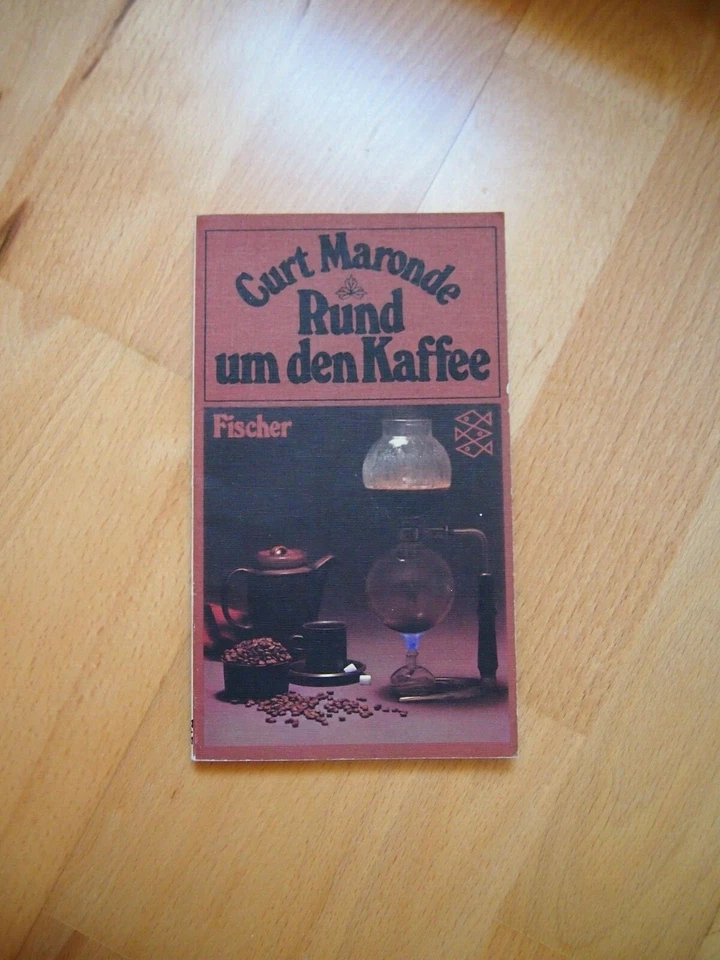 Curt Maronde
Rund
um den Kaffee
Fischer